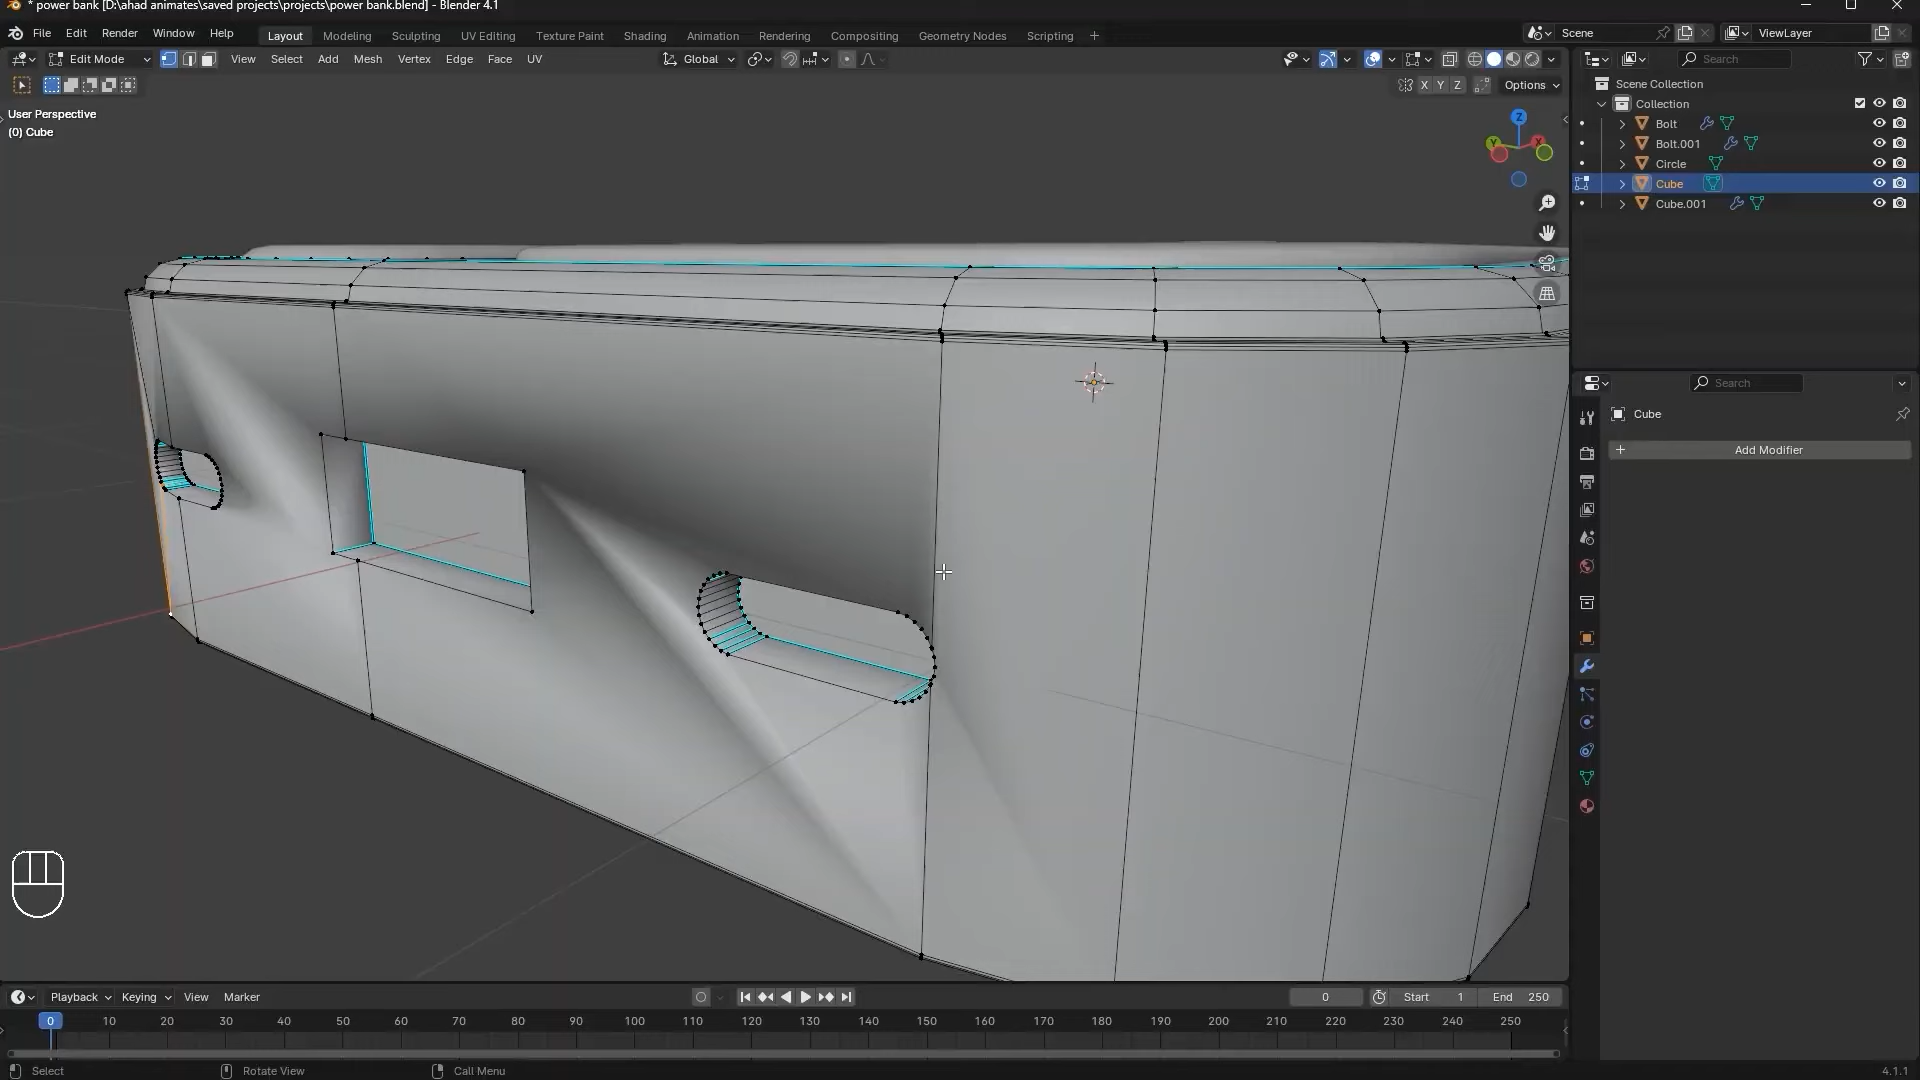 * power bank [D:\ahad animates\saved projects\projects\power bank.blend] - Blender 4.1
File Edit Render Window Help Layout Modeling Sculpting UV Editing Texture Paint Shading Animation Rendering Compositing Geometry Nodes Scripting + Scene ViewLayer
Edit Mode View Select Add Mesh Vertex Edge Face UV Global Search
X Y Z Options
User Perspective
(0) Cube
Scene Collection
Collection
Bolt
Bolt.001
Circle
Cube
Cube.001
Z
Y X
Search
Cube
+ Add Modifier
Playback Keying View Marker 0 Start 1 End 250
0 10 20 30 40 50 60 70 80 90 100 110 120 130 140 150 160 170 180 190 200 210 220 230 240 250
Select Rotate View Call Menu 4.1.1